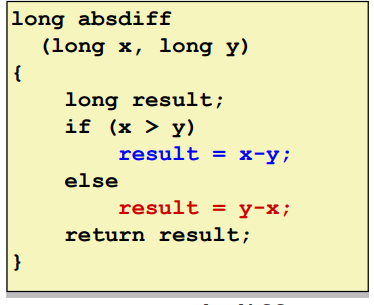 long absdiff
  (long x, long y)
{
    long result;
    if (x > y)
        result = x-y;
    else
        result = y-x;
    return result;
}